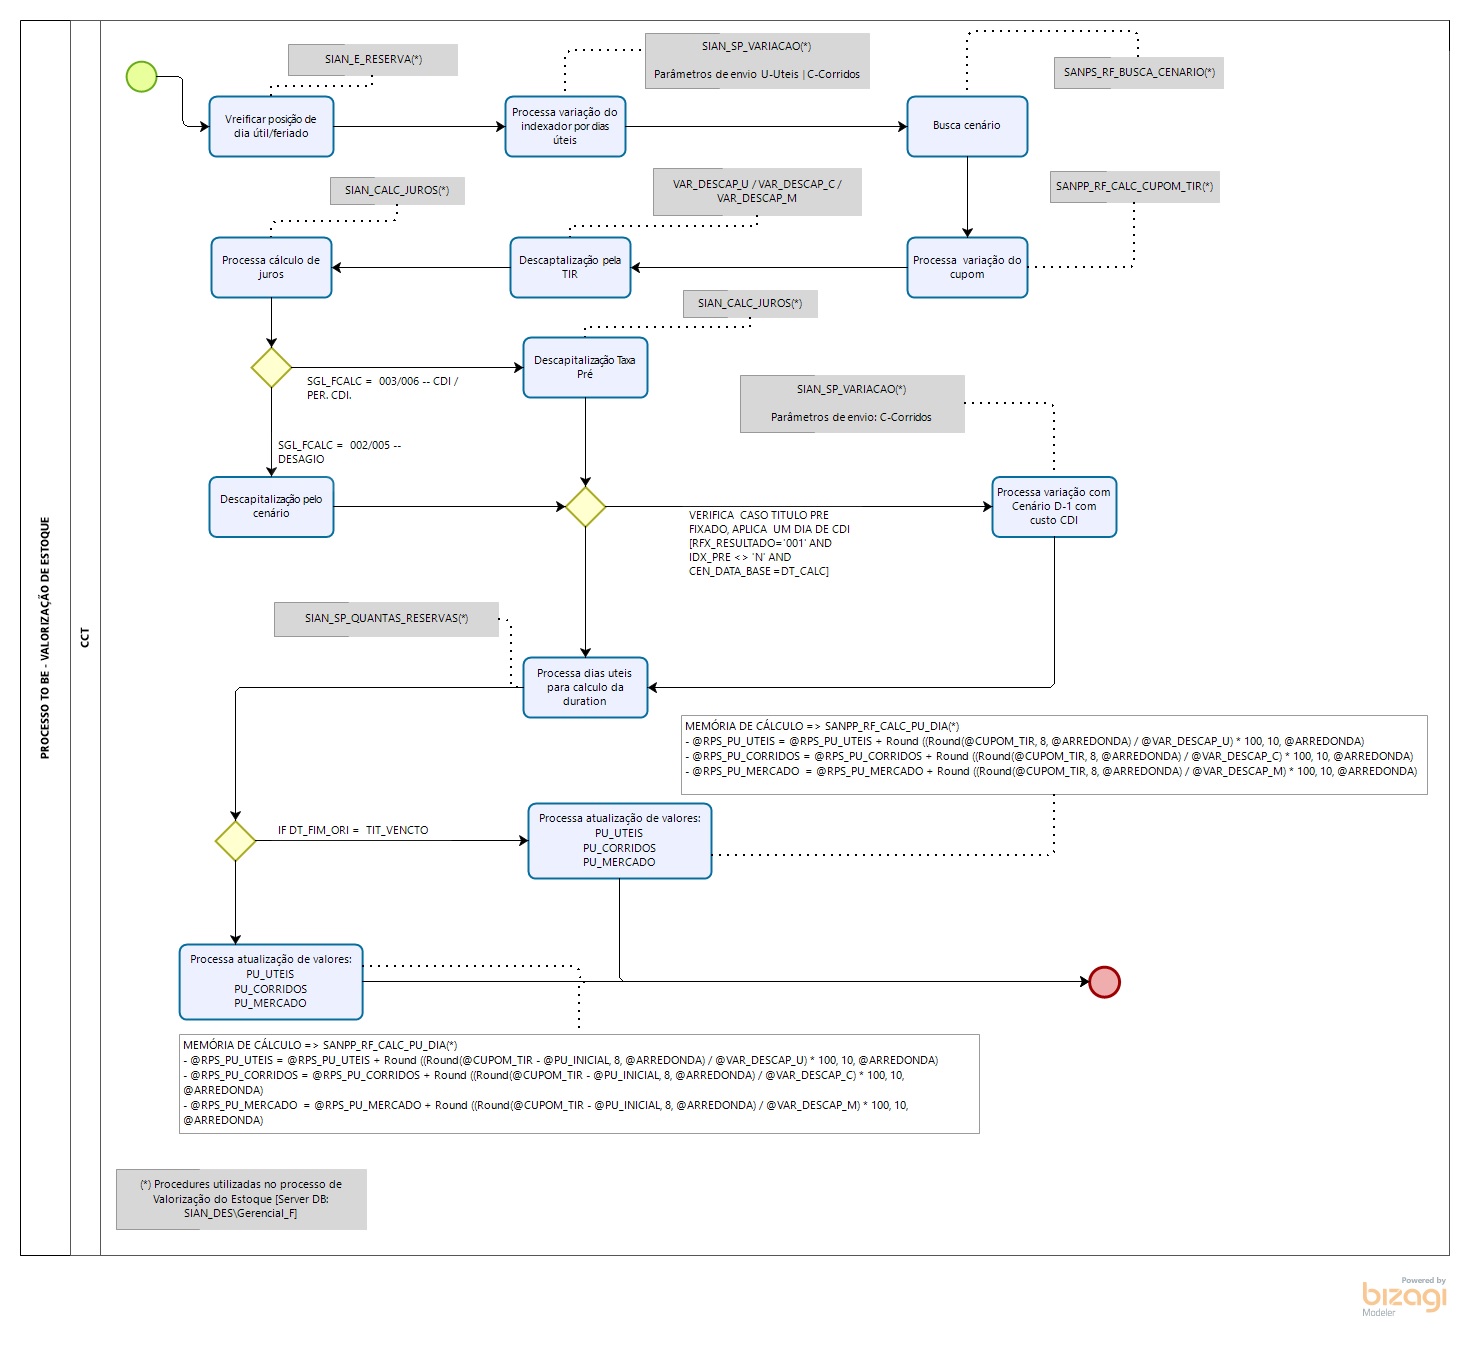 PROCESSO TO BE - VALORIZAÇÃO DE ESTOQUE
CCT
SIAN_E_RESERVA(*)
SIAN_SP_VARIACAO(*)
Parâmetros de envio U-Uteis | C-Corridos
SANPS_RF_BUSCA_CENARIO(*)
Vreificar posição de
dia útil/feriado
Processa variação do
indexador por dias
úteis
Busca cenário
SIAN_CALC_JUROS(*)
VAR_DESCAP_U / VAR_DESCAP_C /
VAR_DESCAP_M
SANPP_RF_CALC_CUPOM_TIR(*)
Processa cálculo de
juros
Descaptalização pela
TIR
Processa  variação do
cupom
SIAN_CALC_JUROS(*)
Descapitalização Taxa
Pré
SGL_FCALC =  003/006 -- CDI /
PER. CDI.
SIAN_SP_VARIACAO(*)
Parâmetros de envio: C-Corridos
SGL_FCALC =  002/005 --
DESAGIO
Descapitalização pelo
cenário
Processa variação com
Cenário D-1 com
custo CDI
VERIFICA  CASO TITULO PRE
FIXADO, APLICA  UM DIA DE CDI
[RFX_RESULTADO='001' AND
IDX_PRE <> 'N' AND
CEN_DATA_BASE =DT_CALC]
SIAN_SP_QUANTAS_RESERVAS(*)
Processa dias uteis
para calculo da
duration
MEMÓRIA DE CÁLCULO => SANPP_RF_CALC_PU_DIA(*)
- @RPS_PU_UTEIS = @RPS_PU_UTEIS + Round ((Round(@CUPOM_TIR, 8, @ARREDONDA) / @VAR_DESCAP_U) * 100, 10, @ARREDONDA)
- @RPS_PU_CORRIDOS = @RPS_PU_CORRIDOS + Round ((Round(@CUPOM_TIR, 8, @ARREDONDA) / @VAR_DESCAP_C) * 100, 10, @ARREDONDA)
- @RPS_PU_MERCADO  = @RPS_PU_MERCADO + Round ((Round(@CUPOM_TIR, 8, @ARREDONDA) / @VAR_DESCAP_M) * 100, 10, @ARREDONDA)
IF DT_FIM_ORI =  TIT_VENCTO
Processa atualização de valores:
PU_UTEIS
PU_CORRIDOS
PU_MERCADO
Processa atualização de valores:
PU_UTEIS
PU_CORRIDOS
PU_MERCADO
MEMÓRIA DE CÁLCULO => SANPP_RF_CALC_PU_DIA(*)
- @RPS_PU_UTEIS = @RPS_PU_UTEIS + Round ((Round(@CUPOM_TIR - @PU_INICIAL, 8, @ARREDONDA) / @VAR_DESCAP_U) * 100, 10, @ARREDONDA)
- @RPS_PU_CORRIDOS = @RPS_PU_CORRIDOS + Round ((Round(@CUPOM_TIR - @PU_INICIAL, 8, @ARREDONDA) / @VAR_DESCAP_C) * 100, 10,
@ARREDONDA)
- @RPS_PU_MERCADO  = @RPS_PU_MERCADO + Round ((Round(@CUPOM_TIR - @PU_INICIAL, 8, @ARREDONDA) / @VAR_DESCAP_M) * 100, 10,
@ARREDONDA)
(*) Procedures utilizadas no processo de
Valorização do Estoque [Server DB:
SIAN_DES\Gerencial_F]
Powered by
bizagi
Modeler